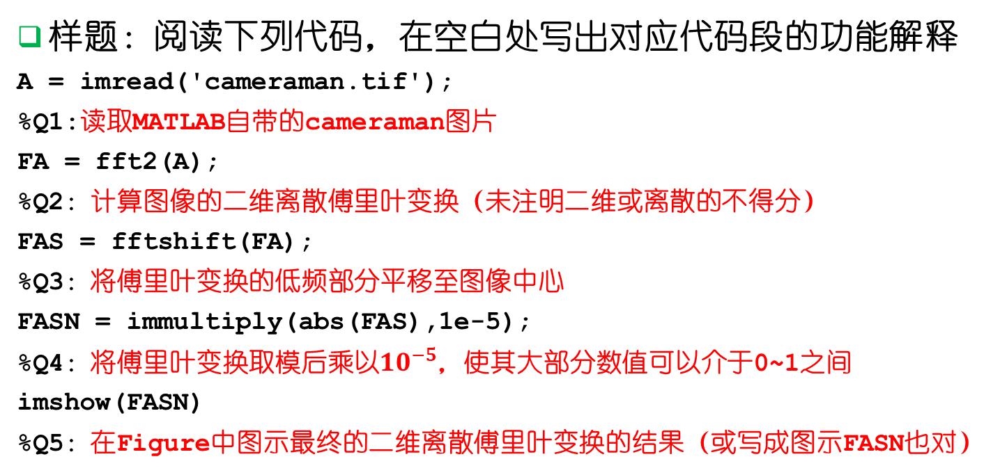 样题：阅读下列代码，在空白处写出对应代码段的功能解释
A = imread('cameraman.tif');
%Q1:读取MATLAB自带的cameraman图片
FA = fft2(A);
%Q2: 计算图像的二维离散傅里叶变换（未注明二维或离散的不得分）
FAS = fftshift(FA);
%Q3: 将傅里叶变换的低频部分平移至图像中心
FASN = immultiply(abs(FAS),1e-5);
%Q4: 将傅里叶变换取模后乘以10⁻⁵，使其大部分数值可以介于0~1之间
imshow(FASN)
%Q5: 在Figure中图示最终的二维离散傅里叶变换的结果（或写成图示FASN也对）